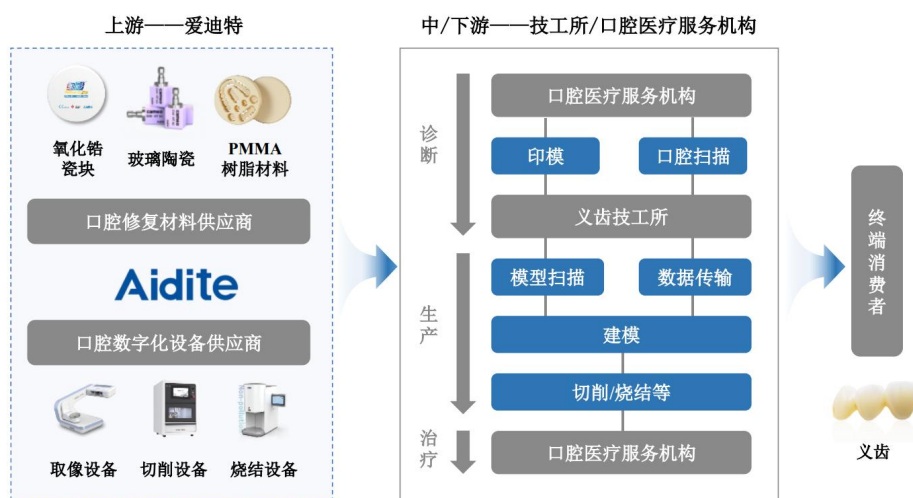 上游——爱迪特
氧化锆
瓷块
玻璃陶瓷
PMMA
树脂材料
口腔修复材料供应商
Aidite
口腔数字化设备供应商
取像设备
切削设备
烧结设备
中/下游——技工所/口腔医疗服务机构
诊断
口腔医疗服务机构
印模
口腔扫描
义齿技工所
生产
模型扫描
数据传输
建模
切削/烧结等
治疗
口腔医疗服务机构
终端消费者
义齿